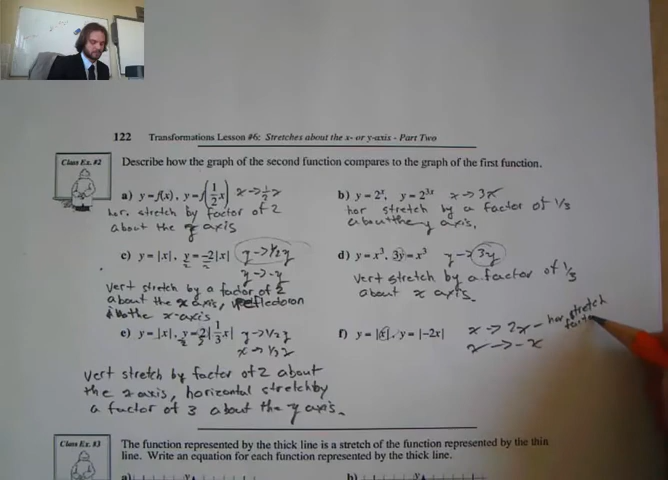 122 Transformations Lesson #6: Stretches about the x- or y-axis - Part Two
Class Ex. #2
Describe how the graph of the second function compares to the graph of the first function.
a) y = f(x), y = f(1/2 x) x → 1/2 x
hor. stretch by factor of 2
about the y axis
b) y = 2^x, y = 2^3x x → 3x
hor stretch by a factor of 1/3
about the y axis.
c) y = |x|, y/2 = -2|x|/2 y → 1/2 y
y → -y
vert stretch by a factor of 2
about the x axis, reflection
in the x-axis
d) y = x³, 3y = x³ y → 3y
vert stretch by a factor of 1/3
about x axis.
e) y = |x|, y/2 = 2/2 |1/3 x| y → 1/2 y
x → 1/3 x
vert stretch by factor of 2 about
the x axis, horizontal stretch by
a factor of 3 about the y axis.
f) y = |x|, y = |-2x| x → 2x - hor stretch
x → -x
Class Ex. #3
The function represented by the thick line is a stretch of the function represented by the thin
line. Write an equation for each function represented by the thick line.
a)
b)